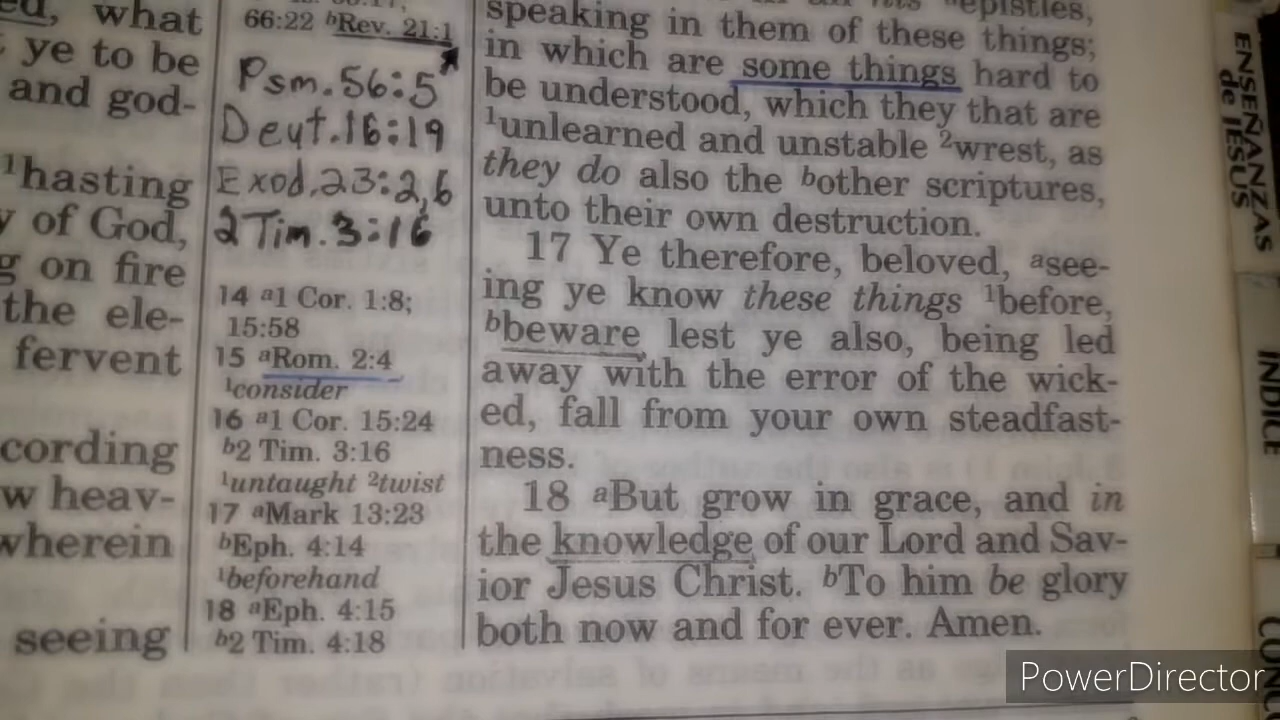 ed, what
ye to be
and god-
¹hasting
y of God,
g on fire
the ele-
fervent
cording
w heav-
wherein
seeing
66:22 ᵇRev. 21:1
Psm. 56:5
Deut. 16:19
Exod. 23:2,6
2 Tim. 3:16
14 ᵃ1 Cor. 1:8;
15:58
15 ᵃRom. 2:4
¹consider
16 ᵃ1 Cor. 15:24
ᵇ2 Tim. 3:16
¹untaught ²twist
17 ᵃMark 13:23
ᵇEph. 4:14
¹beforehand
18 ᵃEph. 4:15
ᵇ2 Tim. 4:18
epistles,
speaking in them of these things;
in which are some things hard to
be understood, which they that are
¹unlearned and unstable ²wrest, as
they do also the ᵇother scriptures,
unto their own destruction.
17 Ye therefore, beloved, ᵃsee-
ing ye know these things ¹before,
ᵇbeware lest ye also, being led
away with the error of the wick-
ed, fall from your own steadfast-
ness.
18 ᵃBut grow in grace, and in
the knowledge of our Lord and Sav-
ior Jesus Christ. ᵇTo him be glory
both now and for ever. Amen.
ENSEÑANZAS
de JESUS
INDICE
PowerDirector